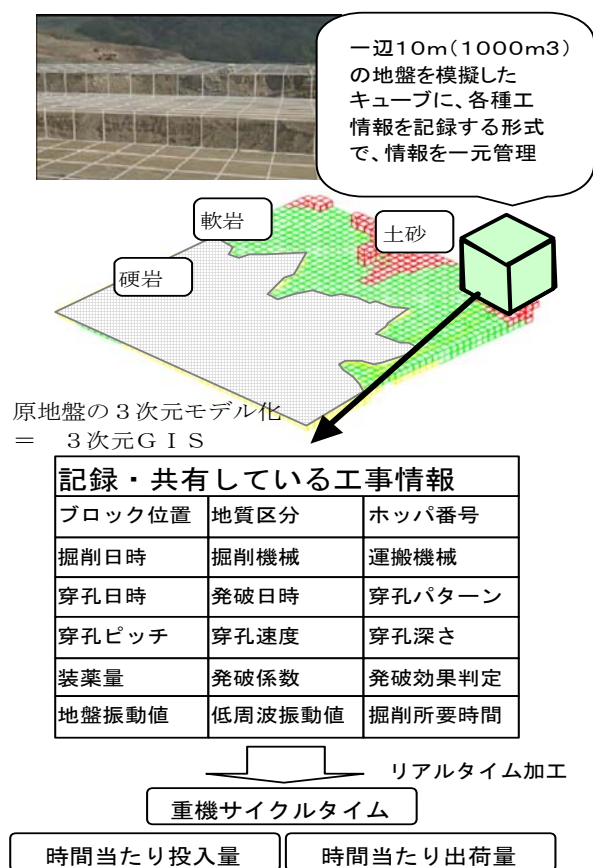 一辺10m(1000m3)
の地盤を模擬した
キューブに、各種工
情報を記録する形式
で、情報を一元管理
軟岩
土砂
硬岩
原地盤の3次元モデル化
＝　3次元GIS
記録・共有している工事情報
ブロック位置 地質区分 ホッパ番号
掘削日時 掘削機械 運搬機械
穿孔日時 発破日時 穿孔パターン
穿孔ピッチ 穿孔速度 穿孔深さ
装薬量 発破係数 発破効果判定
地盤振動値 低周波振動値 掘削所要時間
リアルタイム加工
重機サイクルタイム
時間当たり投入量 時間当たり出荷量